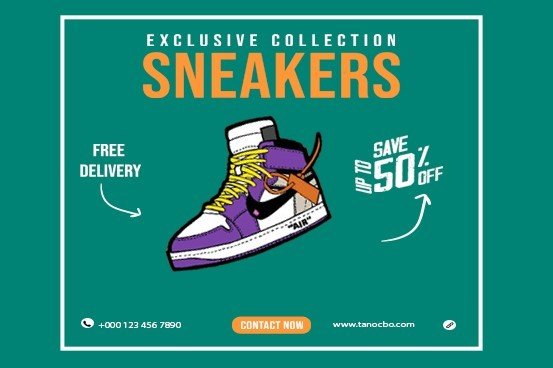 EXCLUSIVE COLLECTION
SNEAKERS
FREE
DELIVERY
UP TO
SAVE
50%
OFF
"AIR"
+000 123 456 7890
CONTACT NOW
www.tanocbo.com